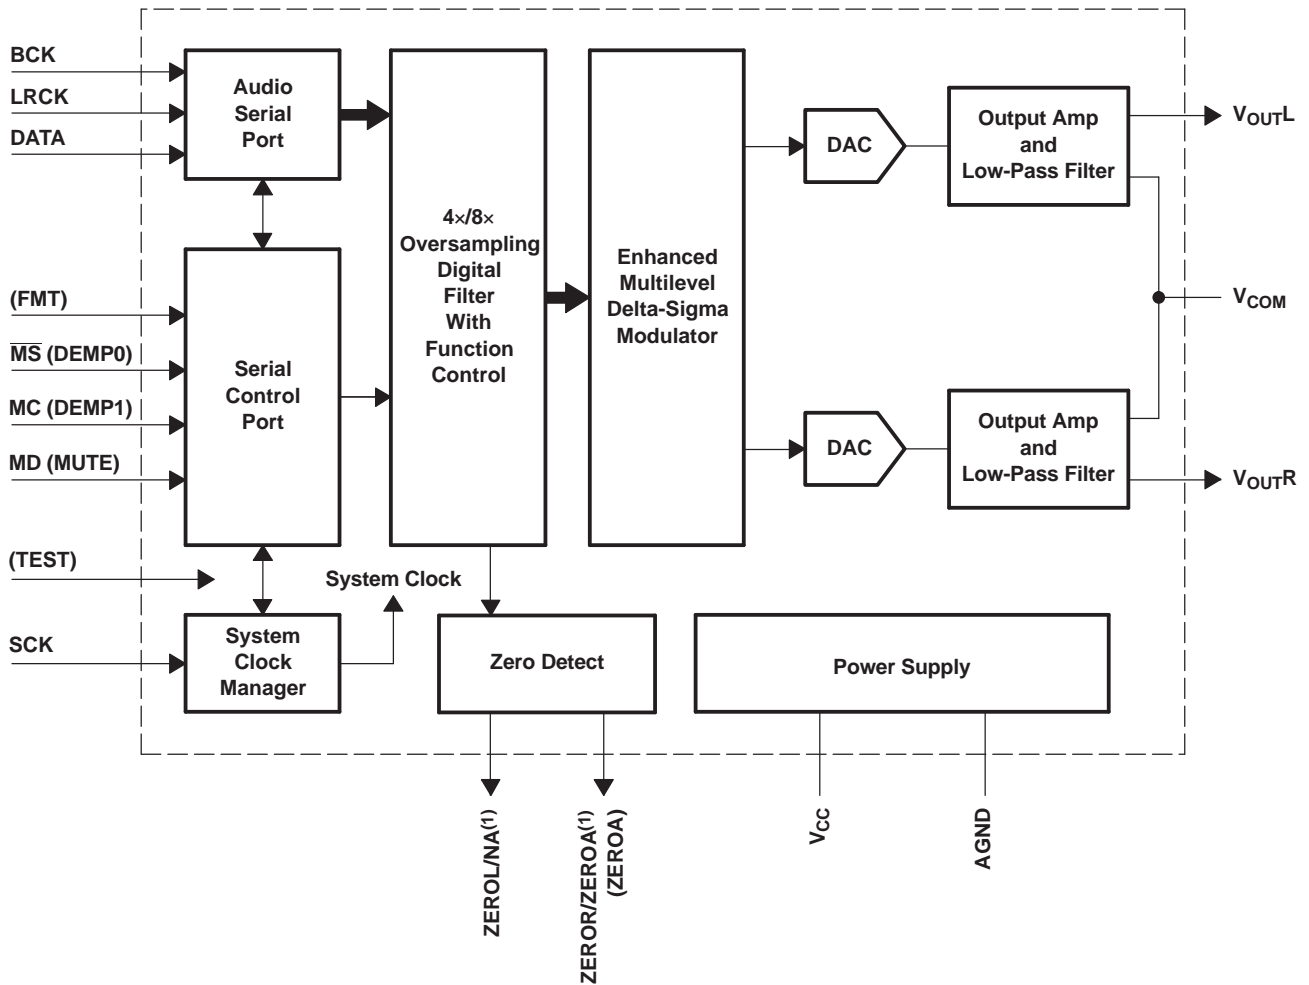 BCK
LRCK
DATA
Audio
Serial
Port
(FMT)
MS (DEMP0)
MC (DEMP1)
MD (MUTE)
Serial
Control
Port
(TEST)
SCK
System
Clock
Manager
System Clock
4×/8×
Oversampling
Digital
Filter
With
Function
Control
Enhanced
Multilevel
Delta-Sigma
Modulator
DAC
Output Amp
and
Low-Pass Filter
VOUTL
VCOM
DAC
Output Amp
and
Low-Pass Filter
VOUTR
Zero Detect
Power Supply
ZEROL/NA(1)
ZEROR/ZEROA(1)
(ZEROA)
VCC
AGND